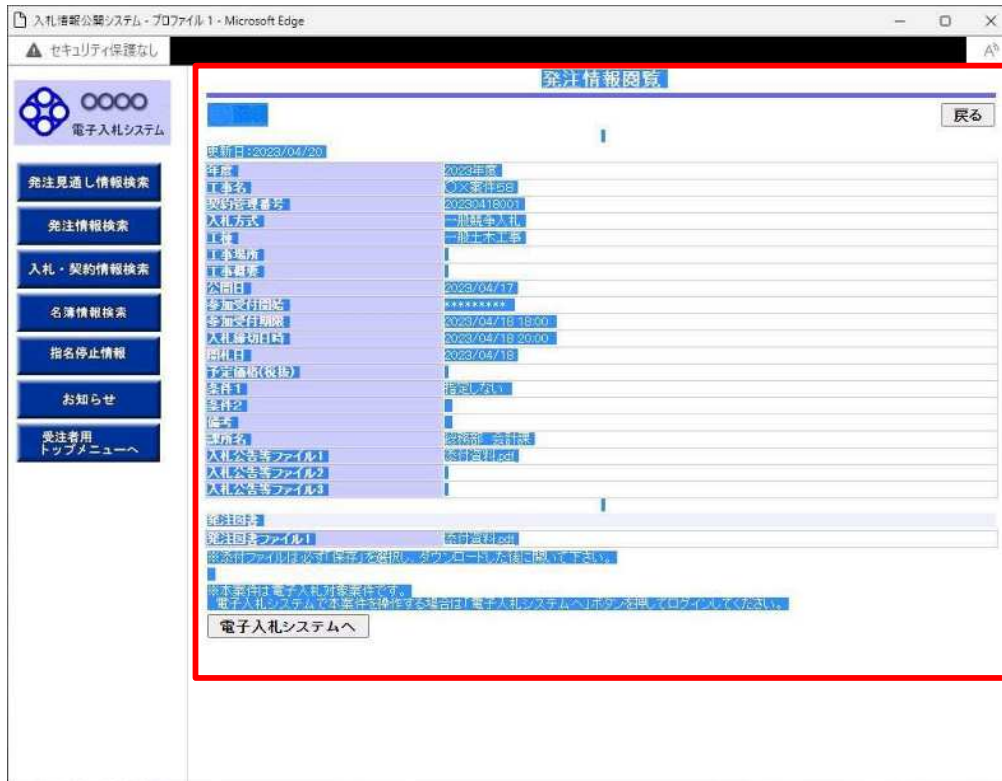 入札情報公開システム - プロファイル 1 - Microsoft Edge
セキュリティ保護なし
○○○○
電子入札システム
発注見通し情報検索
発注情報検索
入札・契約情報検索
名簿情報検索
指名停止情報
お知らせ
受注者用
トップメニューへ
発注情報閲覧
戻る
更新日:2023/04/20
年度 2023年度
工事名 〇×案件58
契約管理番号 20230418001
入札方式 一般競争入札
工種 一般土木工事
工事場所
工事概要
公開日 2023/04/17
参加受付開始 *********
参加受付期限 2023/04/18 18:00
入札締切日時 2023/04/18 20:00
開札日 2023/04/18
予定価格(税抜)
条件1 指定しない
条件2
備考
課所名 総務部 会計課
入札公告等ファイル1 添付資料.pdf
入札公告等ファイル2
入札公告等ファイル3
発注図書
発注図書ファイル1 添付資料.pdf
※添付ファイルは必ず「保存」を選択し、ダウンロードした後に開いて下さい。
※本案件は電子入札対象案件です。
電子入札システムで本案件を操作する場合は「電子入札システムへ」ボタンを押してログインしてください。
電子入札システムへ